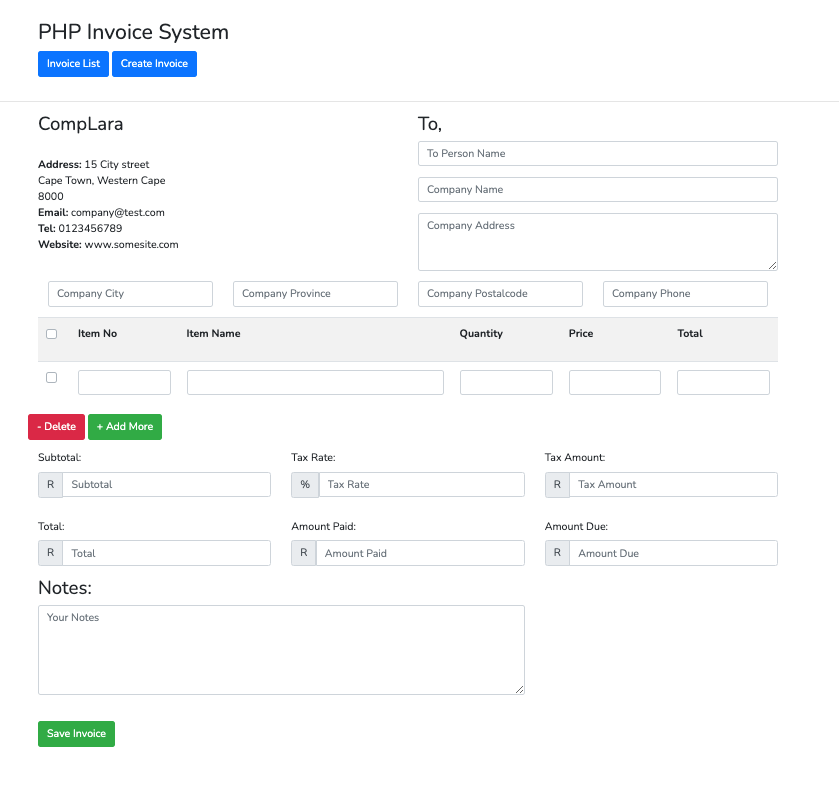 PHP Invoice System
Invoice List Create Invoice
CompLara
Address: 15 City street
Cape Town, Western Cape
8000
Email: company@test.com
Tel: 0123456789
Website: www.somesite.com
To,
To Person Name
Company Name
Company Address
Company City Company Province Company Postalcode Company Phone
Item No Item Name Quantity Price Total
- Delete + Add More
Subtotal: Tax Rate: Tax Amount:
R Subtotal % Tax Rate R Tax Amount
Total: Amount Paid: Amount Due:
R Total R Amount Paid R Amount Due
Notes:
Your Notes
Save Invoice